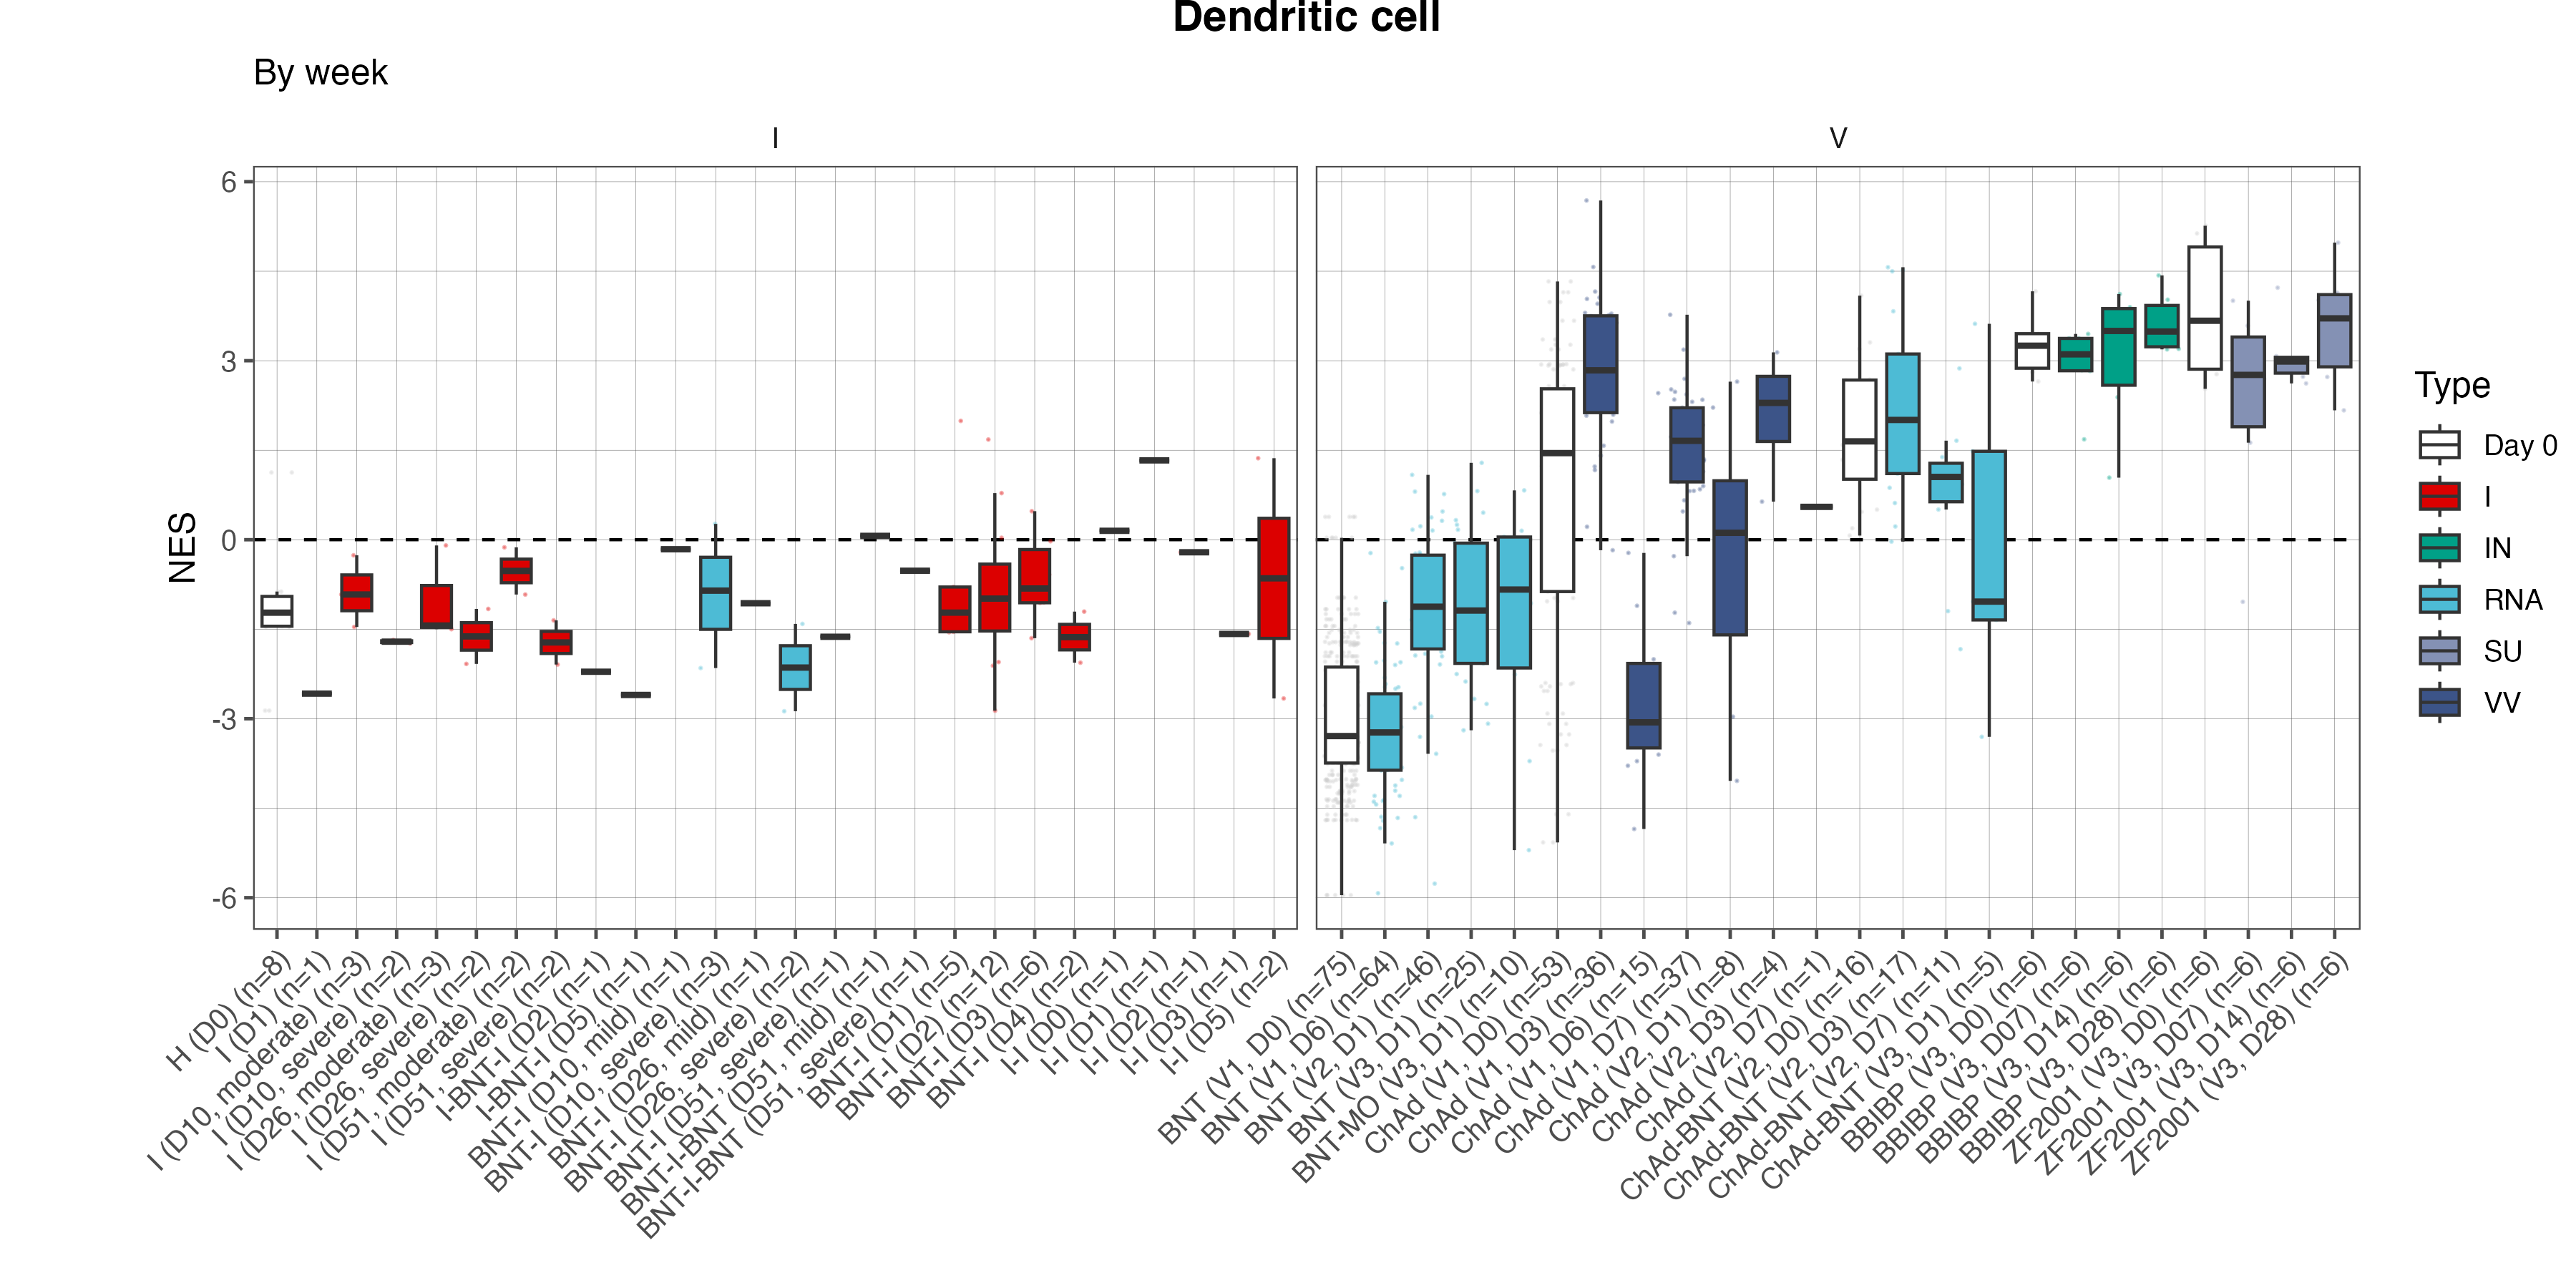 Dendritic cell
By week
I
V
NES
6
3
0
-3
-6
H (D0) (n=8)
I (D1) (n=1)
I (D10, moderate) (n=3)
I (D10, severe) (n=2)
I (D26, moderate) (n=3)
I (D26, severe) (n=2)
I (D51, moderate) (n=2)
I (D51, severe) (n=2)
I-BNT-I (D2) (n=1)
I-BNT-I (D5) (n=1)
BNT-I (D10, mild) (n=1)
BNT-I (D10, severe) (n=3)
BNT-I (D26, mild) (n=1)
BNT-I (D26, severe) (n=2)
BNT-I (D51, severe) (n=1)
BNT-I-BNT (D51, mild) (n=1)
BNT-I-BNT (D51, severe) (n=1)
BNT-I (D1) (n=5)
BNT-I (D2) (n=12)
BNT-I (D3) (n=6)
BNT-I (D4) (n=2)
I-I (D0) (n=1)
I-I (D1) (n=1)
I-I (D2) (n=1)
I-I (D3) (n=1)
I-I (D5) (n=2)
BNT (V1, D0) (n=75)
BNT (V1, D6) (n=64)
BNT (V2, D1) (n=46)
BNT (V3, D1) (n=25)
BNT-MO (V3, D1) (n=10)
ChAd (V1, D0) (n=53)
ChAd (V1, D3) (n=36)
ChAd (V1, D6) (n=15)
ChAd (V1, D7) (n=37)
ChAd (V2, D1) (n=8)
ChAd (V2, D3) (n=4)
ChAd (V2, D7) (n=1)
ChAd-BNT (V2, D0) (n=16)
ChAd-BNT (V2, D3) (n=17)
ChAd-BNT (V2, D7) (n=11)
ChAd-BNT (V3, D1) (n=5)
BBIBP (V3, D0) (n=6)
BBIBP (V3, D07) (n=6)
BBIBP (V3, D14) (n=6)
BBIBP (V3, D28) (n=6)
ZF2001 (V3, D0) (n=6)
ZF2001 (V3, D07) (n=6)
ZF2001 (V3, D14) (n=6)
ZF2001 (V3, D28) (n=6)
Type
Day 0
I
IN
RNA
SU
VV